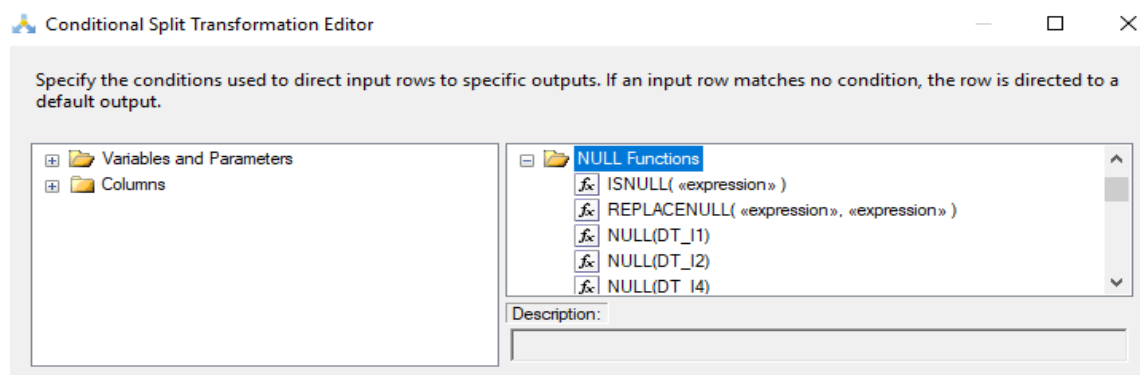 Conditional Split Transformation Editor
Specify the conditions used to direct input rows to specific outputs. If an input row matches no condition, the row is directed to a
default output.
Variables and Parameters
Columns
NULL Functions
ISNULL( «expression» )
REPLACENULL( «expression», «expression» )
NULL(DT_I1)
NULL(DT_I2)
NULL(DT_I4)
Description: